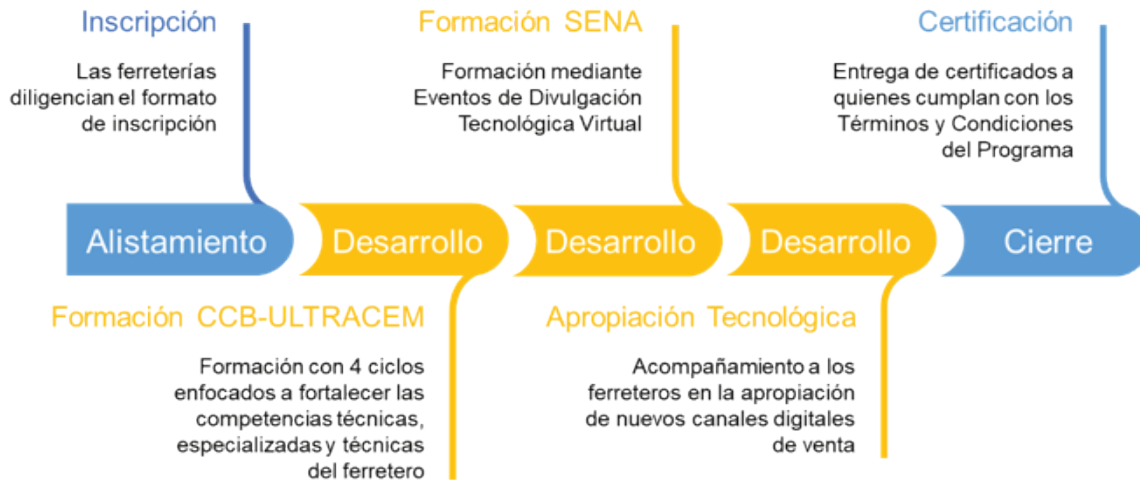 Inscripción
Las ferreterías
diligencian el formato
de inscripción
Formación SENA
Formación mediante
Eventos de Divulgación
Tecnológica Virtual
Certificación
Entrega de certificados a
quienes cumplan con los
Términos y Condiciones
del Programa
Alistamiento
Desarrollo
Desarrollo
Desarrollo
Cierre
Formación CCB-ULTRACEM
Formación con 4 ciclos
enfocados a fortalecer las
competencias técnicas,
especializadas y técnicas
del ferretero
Apropiación Tecnológica
Acompañamiento a los
ferreteros en la apropiación
de nuevos canales digitales
de venta